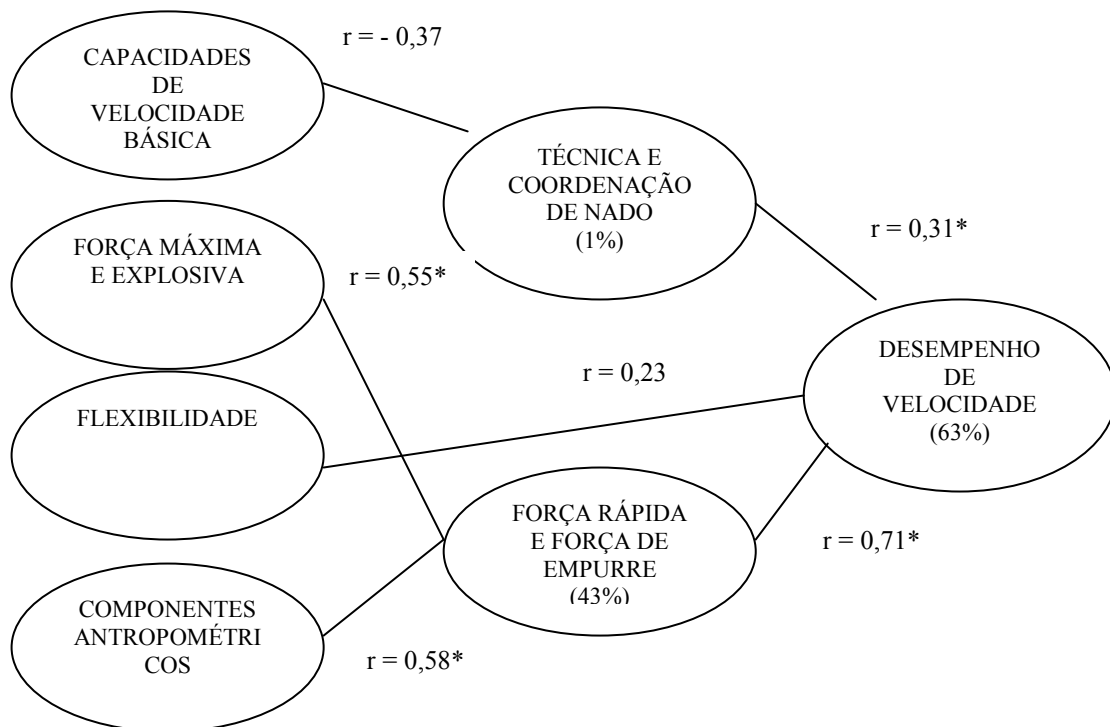 r = - 0,37
CAPACIDADES
DE
VELOCIDADE
BÁSICA
TÉCNICA E
COORDENAÇÃO
DE NADO
(1%)
r = 0,31*
FORÇA MÁXIMA
E EXPLOSIVA
r = 0,55*
DESEMPENHO
DE
VELOCIDADE
(63%)
r = 0,23
FLEXIBILIDADE
FORÇA RÁPIDA
E FORÇA DE
EMPURRE
(43%)
r = 0,71*
COMPONENTES
ANTROPOMÉTRI
COS
r = 0,58*